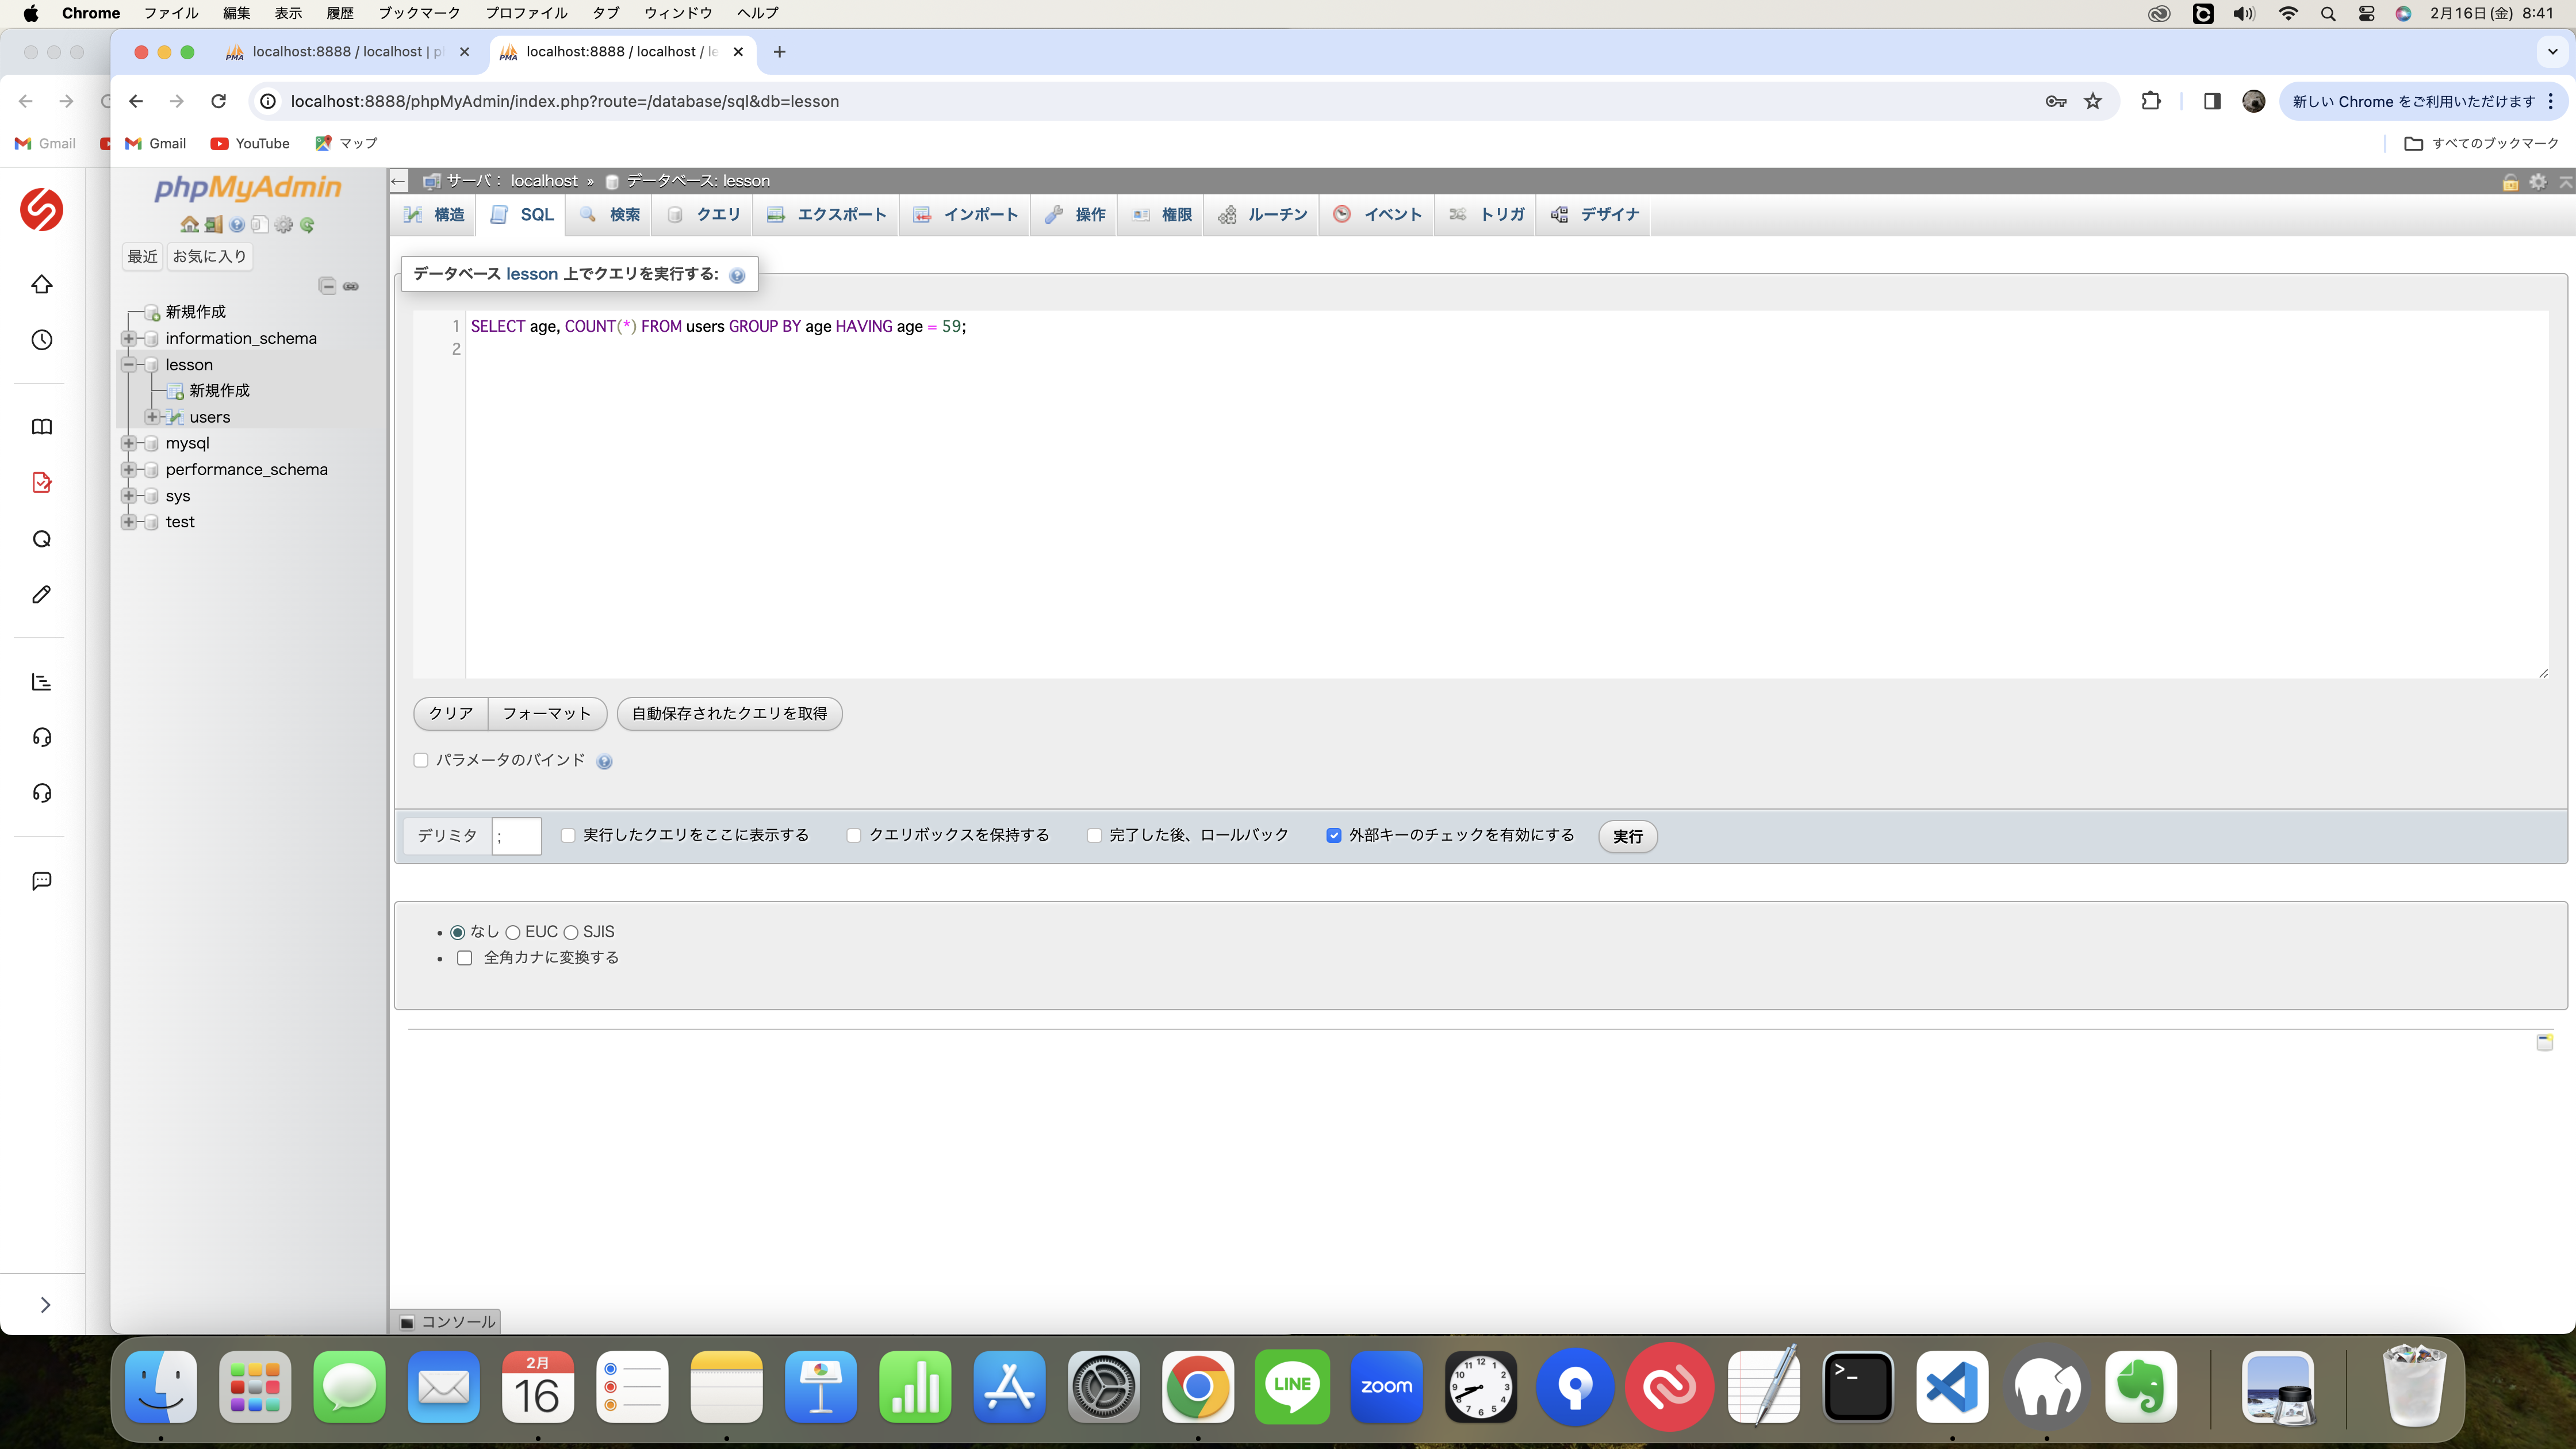 Chrome ファイル 編集 表示 履歴 ブックマーク プロファイル タブ ウィンドウ ヘルプ 2月16日(金) 8:41
localhost:8888 / localhost | p localhost:8888 / localhost / le
localhost:8888/phpMyAdmin/index.php?route=/database/sql&db=lesson 新しい Chrome をご利用いただけます
Gmail Gmail YouTube マップ すべてのブックマーク
phpMyAdmin
最近 お気に入り
新規作成
information_schema
lesson
新規作成
users
mysql
performance_schema
sys
test
サーバ: localhost » データベース: lesson
構造 SQL 検索 クエリ エクスポート インポート 操作 権限 ルーチン イベント トリガ デザイナ
データベース lesson 上でクエリを実行する:
1 SELECT age, COUNT(*) FROM users GROUP BY age HAVING age = 59;
2
クリア フォーマット 自動保存されたクエリを取得
パラメータのバインド
デリミタ ; 実行したクエリをここに表示する クエリボックスを保持する 完了した後、ロールバック 外部キーのチェックを有効にする 実行
なし EUC SJIS
全角カナに変換する
コンソール
2月
16
LINE
zoom